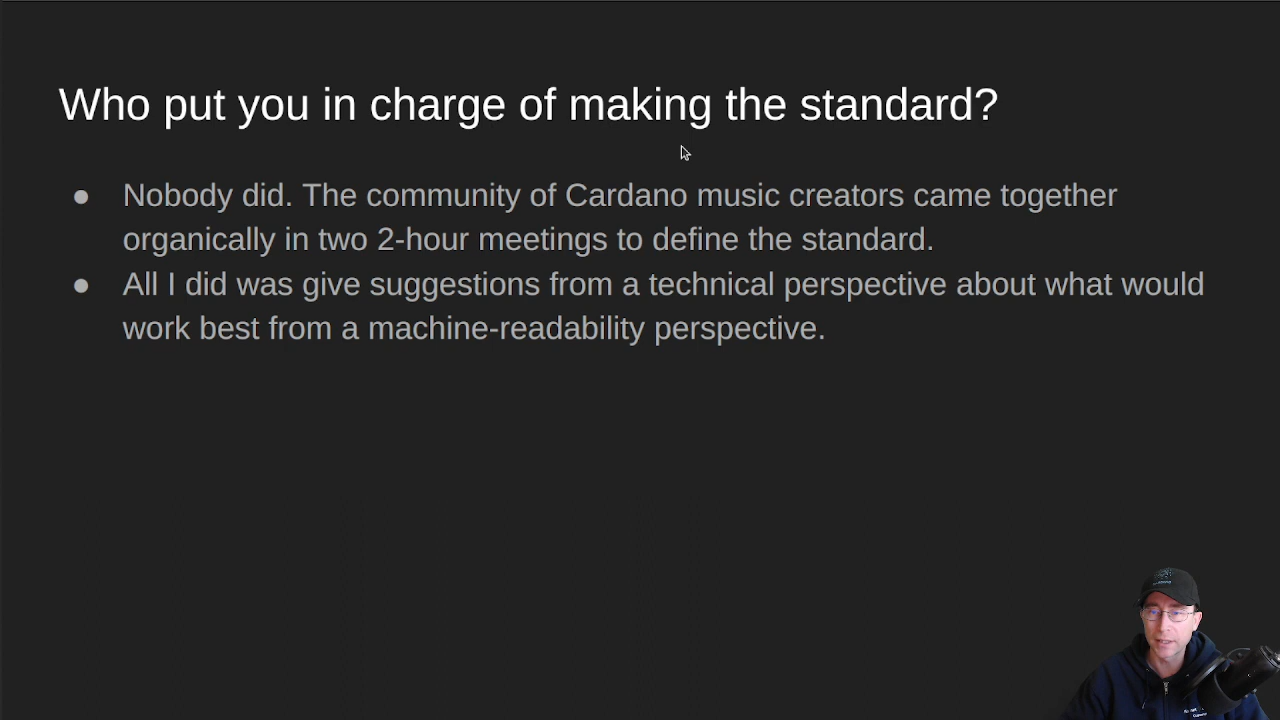 Who put you in charge of making the standard?
● Nobody did. The community of Cardano music creators came together
organically in two 2-hour meetings to define the standard.
● All I did was give suggestions from a technical perspective about what would
work best from a machine-readability perspective.